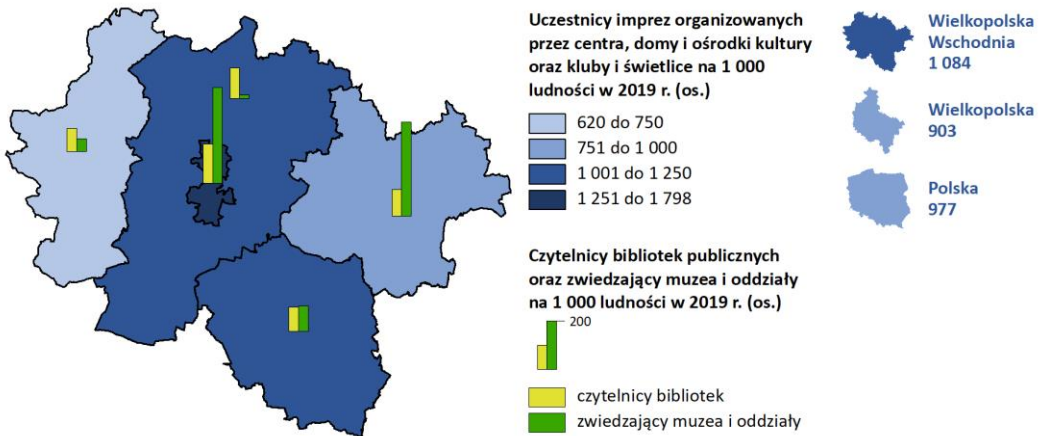 Uczestnicy imprez organizowanych
przez centra, domy i ośrodki kultury
oraz kluby i świetlice na 1 000
ludności w 2019 r. (os.)
620 do 750
751 do 1 000
1 001 do 1 250
1 251 do 1 798
Wielkopolska
Wschodnia
1 084
Wielkopolska
903
Polska
977
Czytelnicy bibliotek publicznych
oraz zwiedzający muzea i oddziały
na 1 000 ludności w 2019 r. (os.)
200
czytelnicy bibliotek
zwiedzający muzea i oddziały